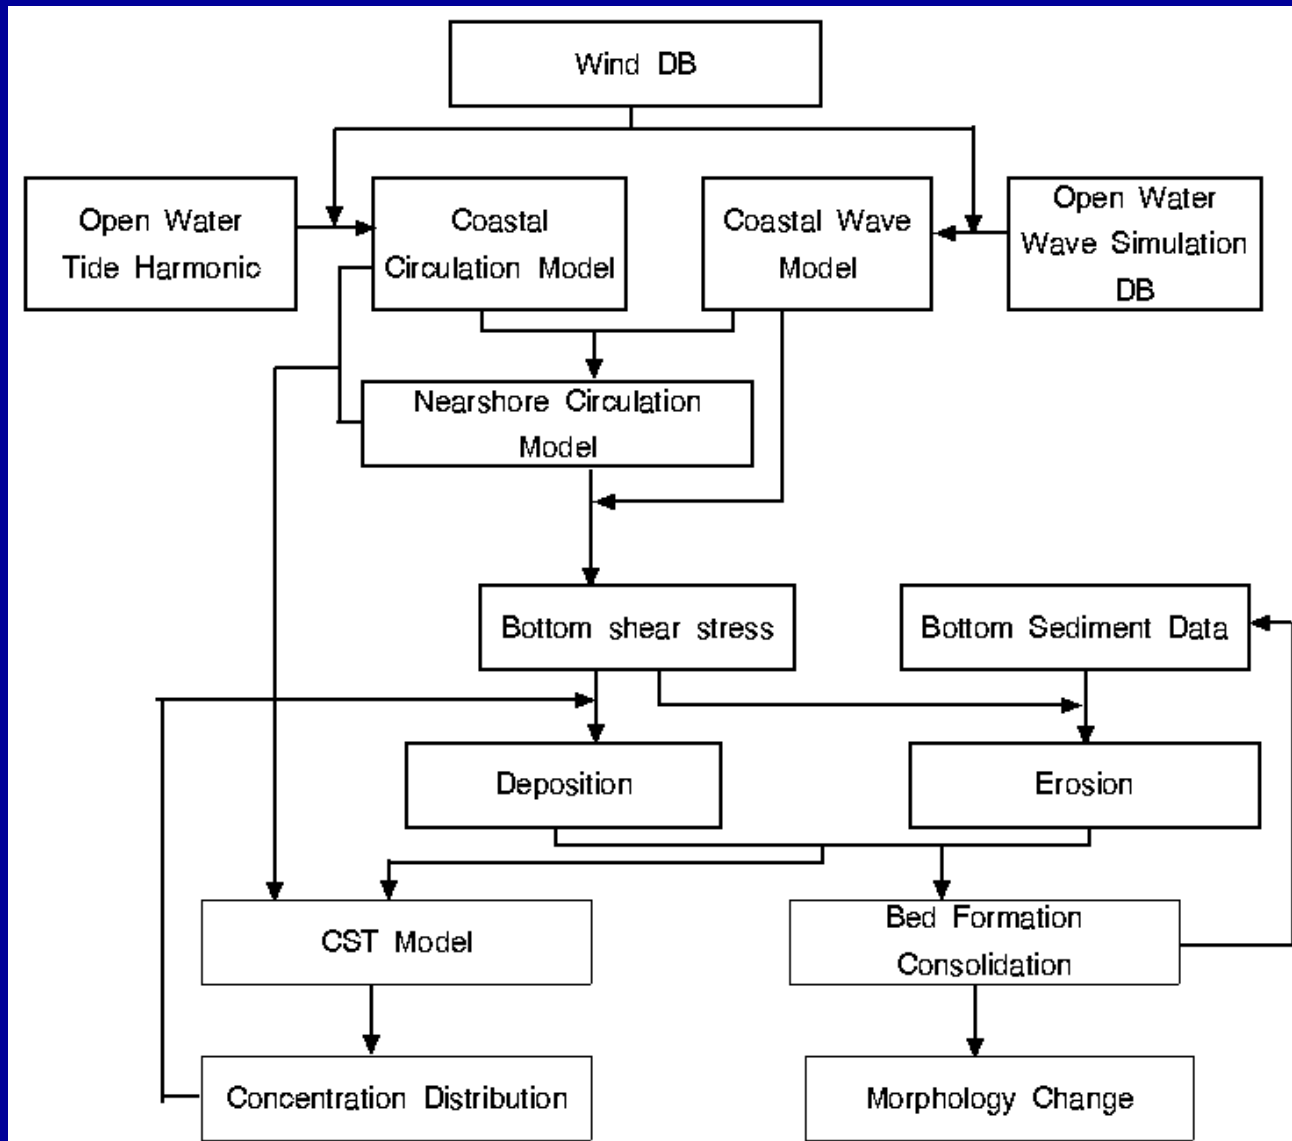 Wind DB
Open Water
Tide Harmonic
Coastal
Circulation Model
Coastal Wave
Model
Open Water
Wave Simulation
DB
Nearshore Circulation
Model
Bottom shear stress
Bottom Sediment Data
Deposition
Erosion
CST Model
Bed Formation
Consolidation
Concentration Distribution
Morphology Change